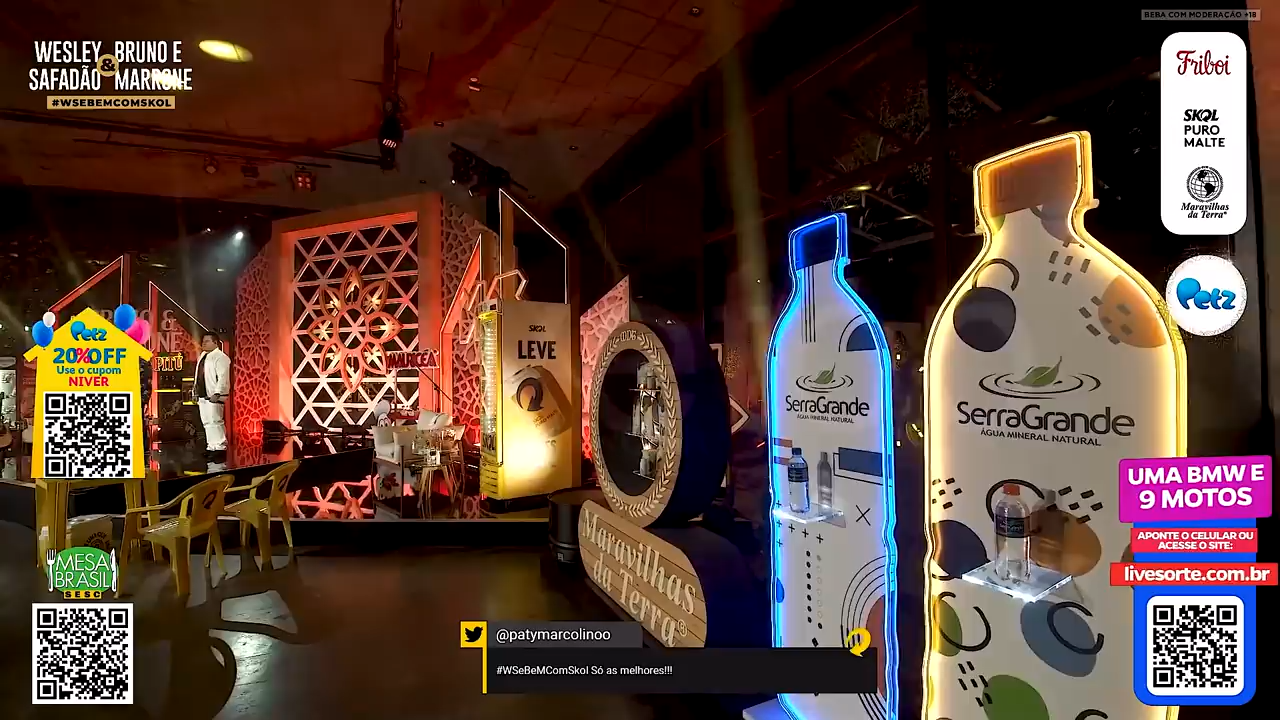 BEBA COM MODERAÇÃO +18
WESLEY SAFADÃO & BRUNO E MARRONE
#WSEBEMCOMSKOL
Friboi
SKOL
PURO
MALTE
Maravilhas
da Terra®
Petz
Petz
20%OFF
Use o cupom
NIVER
PITÚ
MAURICÉA
SKOL
LEVE
SerraGrande
ÁGUA MINERAL NATURAL
SerraGrande
ÁGUA MINERAL NATURAL
Maravilhas
da Terra®
UMA BMW E
9 MOTOS
APONTE O CELULAR OU
ACESSE O SITE:
livesorte.com.br
MESA
BRASIL
SESC
@patymarcolinoo
#WSeBeMComSkol Só as melhores!!!